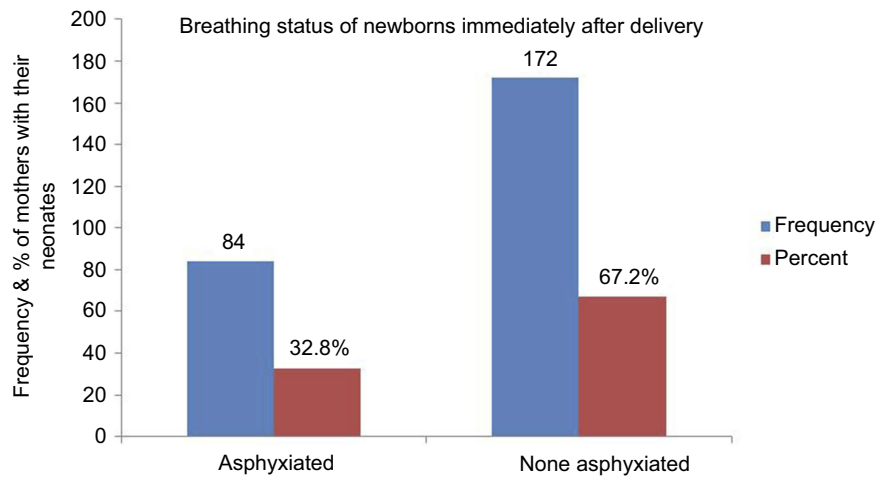 Breathing status of newborns immediately after delivery
Frequency & % of mothers with their
neonates
200
180
160
140
120
100
80
60
40
20
0
84
32.8%
172
67.2%
Asphyxiated
None asphyxiated
Frequency
Percent